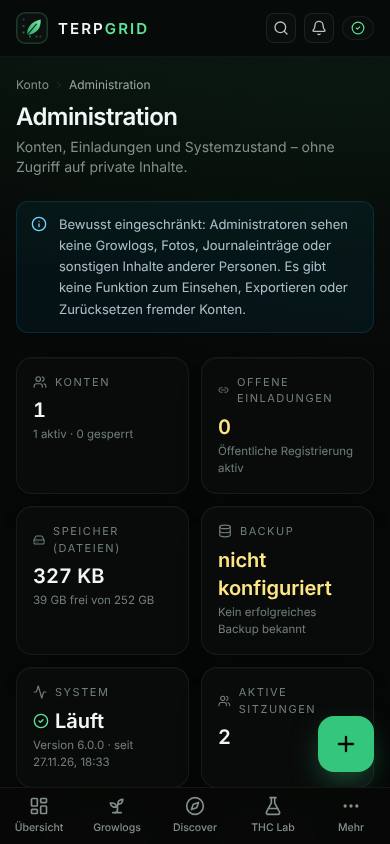 TERPGRID
Konto > Administration
Administration
Konten, Einladungen und Systemzustand – ohne
Zugriff auf private Inhalte.
Bewusst eingeschränkt: Administratoren sehen
keine Growlogs, Fotos, Journaleinträge oder
sonstigen Inhalte anderer Personen. Es gibt
keine Funktion zum Einsehen, Exportieren oder
Zurücksetzen fremder Konten.
KONTEN
1
1 aktiv · 0 gesperrt
OFFENE
EINLADUNGEN
0
Öffentliche Registrierung
aktiv
SPEICHER
(DATEIEN)
327 KB
39 GB frei von 252 GB
BACKUP
nicht
konfiguriert
Kein erfolgreiches
Backup bekannt
SYSTEM
Läuft
Version 6.0.0 · seit
27.11.26, 18:33
AKTIVE
SITZUNGEN
2
Übersicht
Growlogs
Discover
THC Lab
Mehr